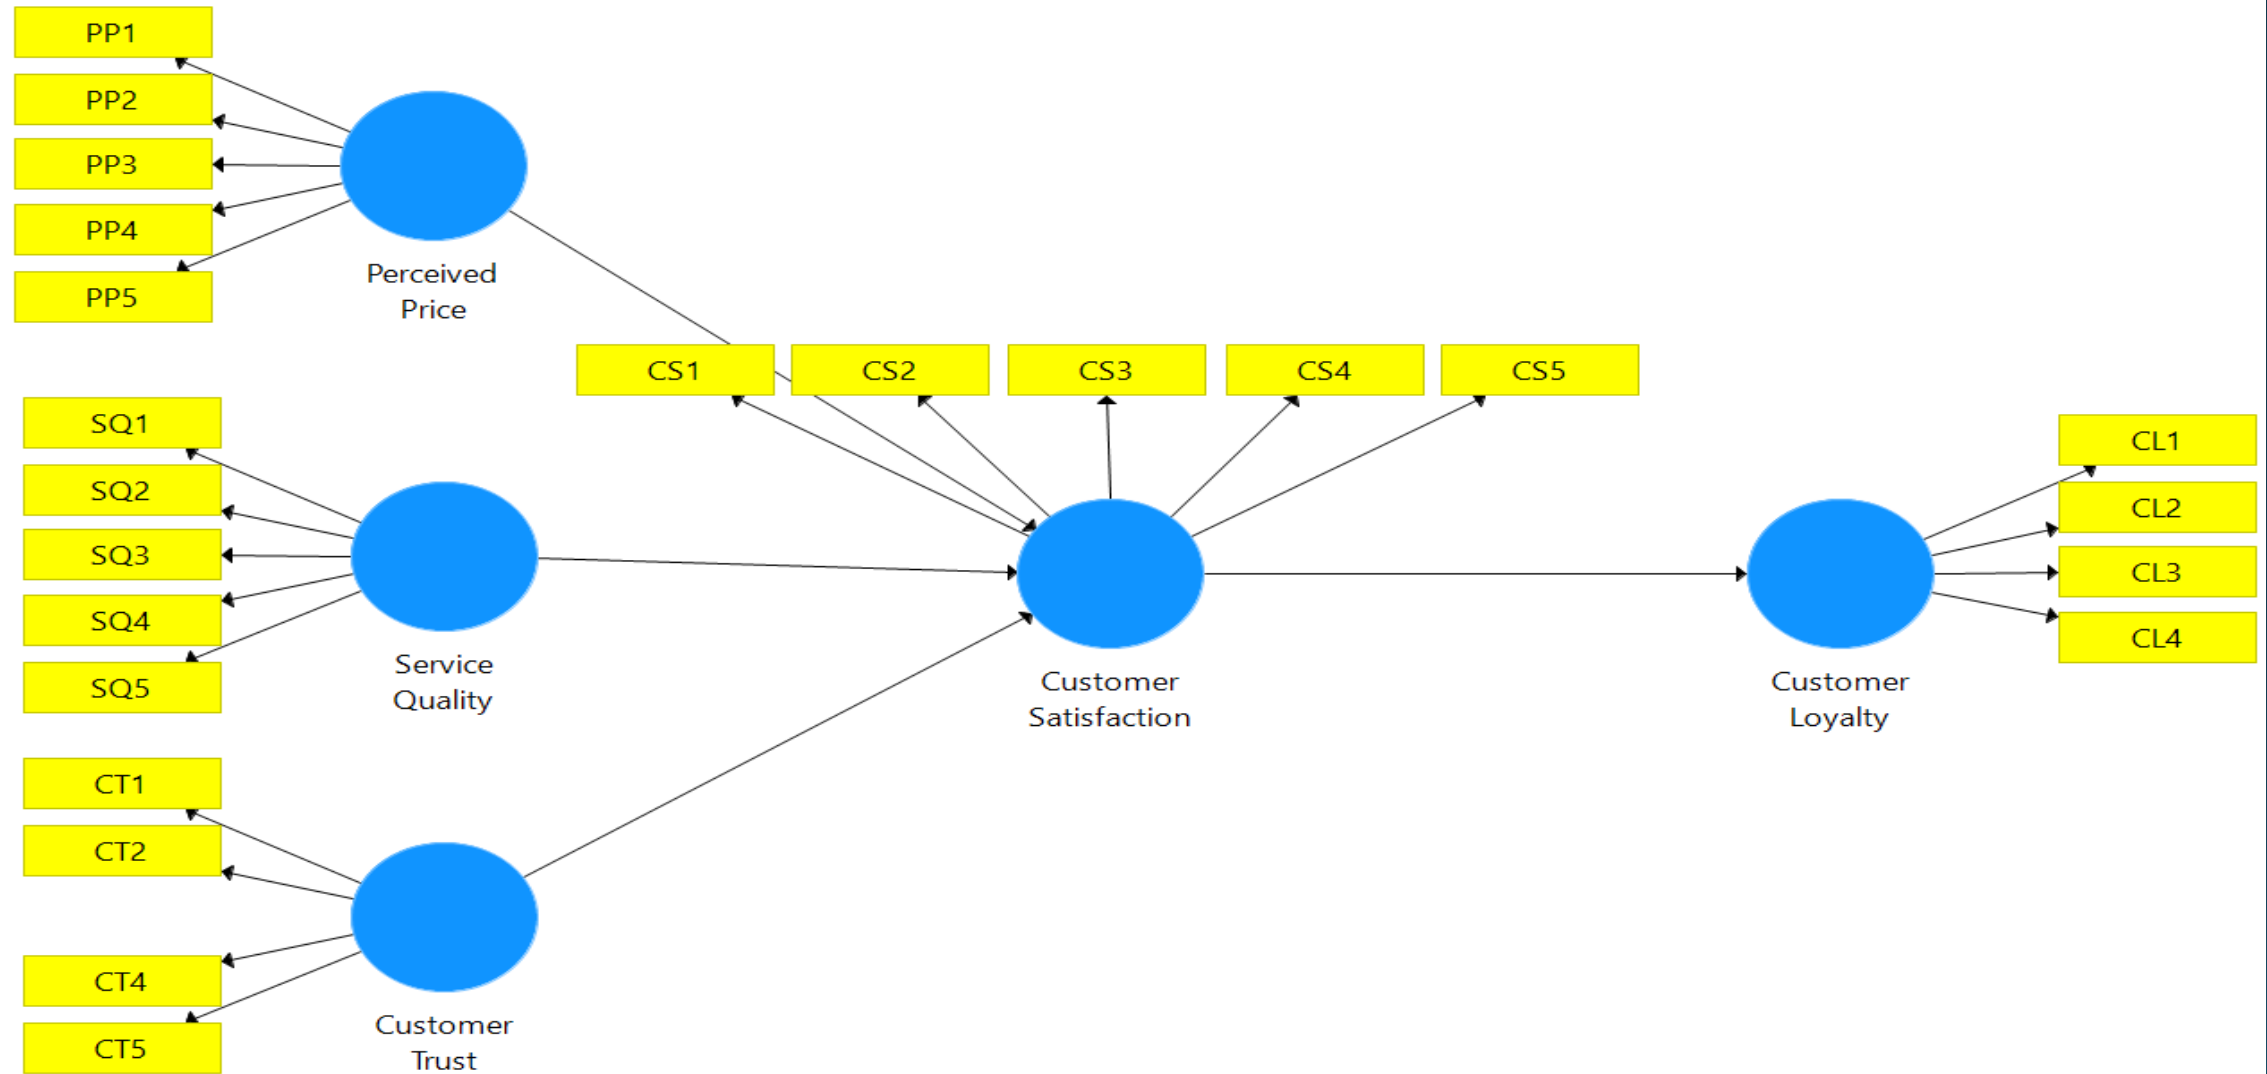 PP1
PP2
PP3
PP4
PP5
Perceived
Price
CS1
CS2
CS3
CS4
CS5
SQ1
SQ2
SQ3
SQ4
SQ5
Service
Quality
Customer
Satisfaction
CL1
CL2
CL3
CL4
Customer
Loyalty
CT1
CT2
CT4
CT5
Customer
Trust